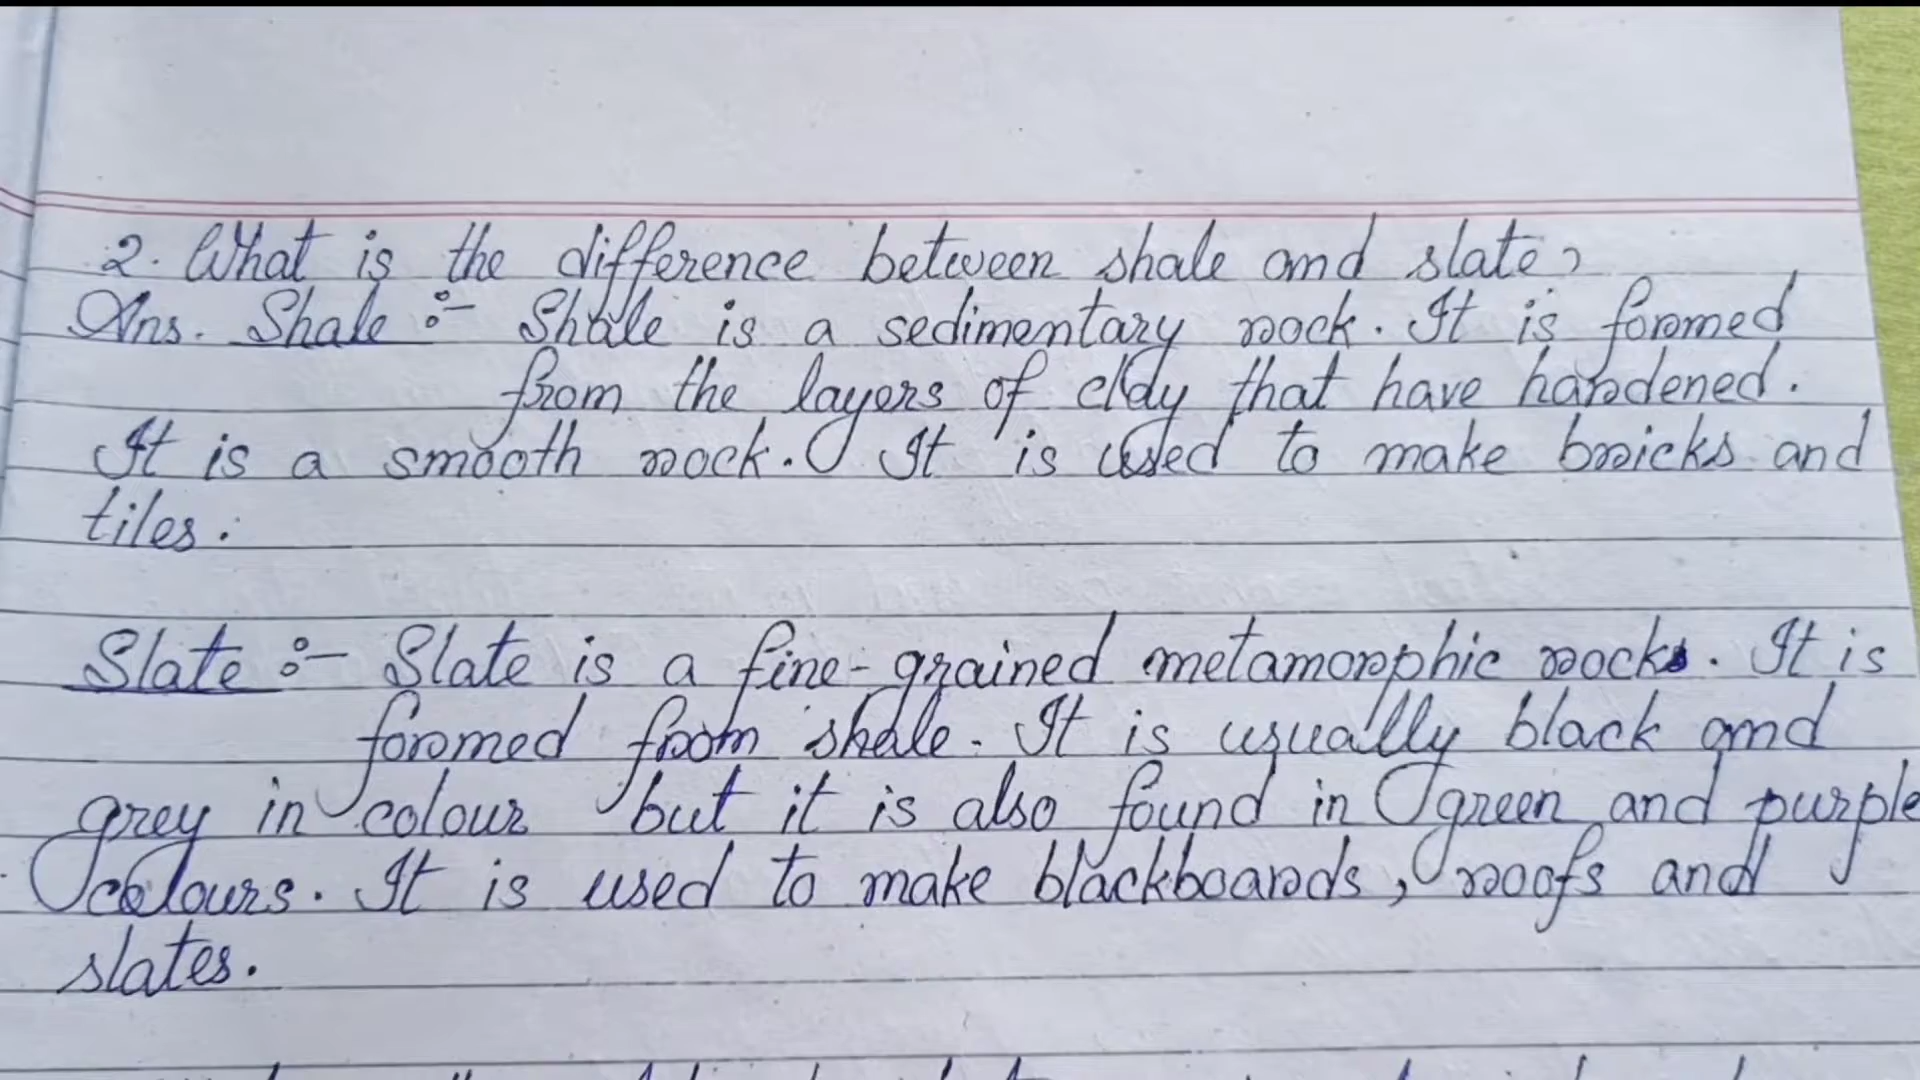 2. What is the difference between shale and slate?
Ans. Shale :- Shale is a sedimentary rock. It is formed
from the layers of clay that have hardened.
It is a smooth rock. It is used to make bricks and
tiles.
Slate :- Slate is a fine-grained metamorphic rock. It is
formed from shale. It is usually black and
grey in colour but it is also found in green and purple
colours. It is used to make blackboards, roofs and
slates.